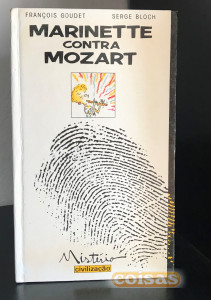 FRANÇOIS BOUDET SERGE BLOCH
MARINETTE
CONTRA
MOZART
Mistério
civilização
coisas